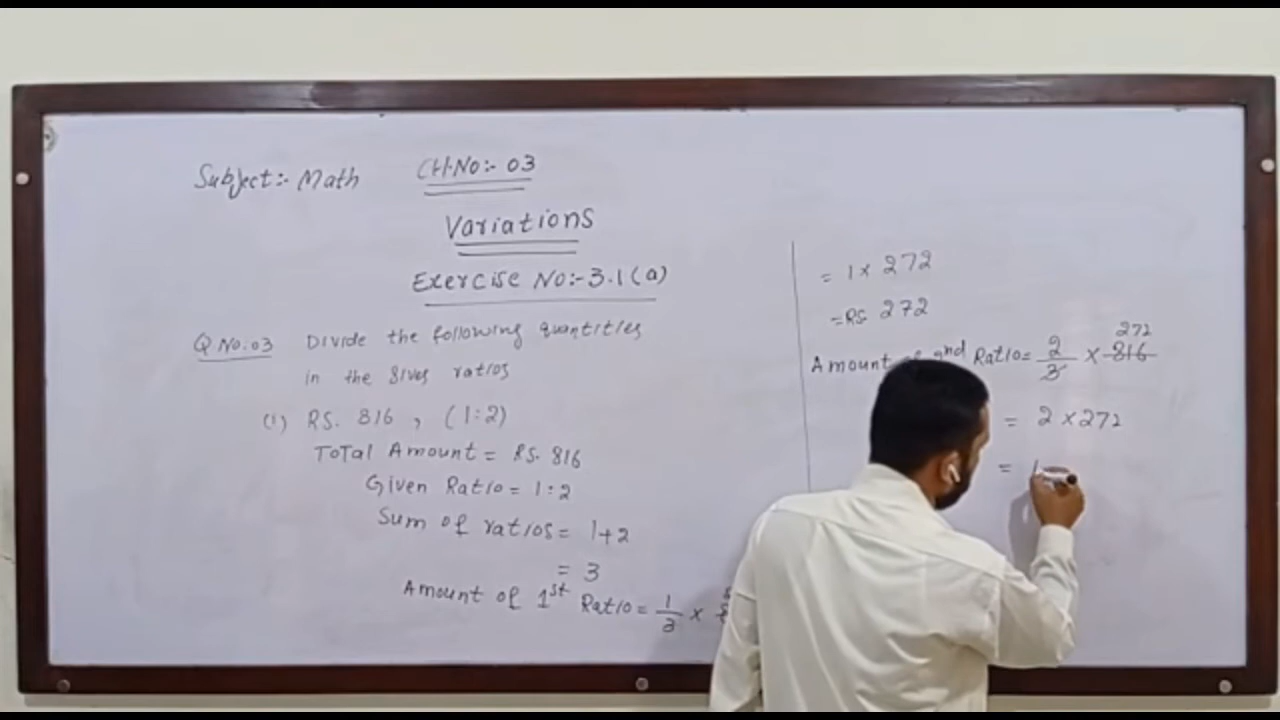 Subject:- Math CH.No:- 03
Variations
Exercise No:-3.1(a)
Q No.03 Divide the following quantities
in the gives ratios
(i) RS. 816 , (1:2)
Total Amount = RS. 816
Given Ratio = 1:2
Sum of ratios = 1+2
= 3
Amount of 1st Ratio = 1/3 ×
= 1 × 272
=RS. 272
Amount 2nd Ratio = 2/3 × 816 272
= 2 × 272
=